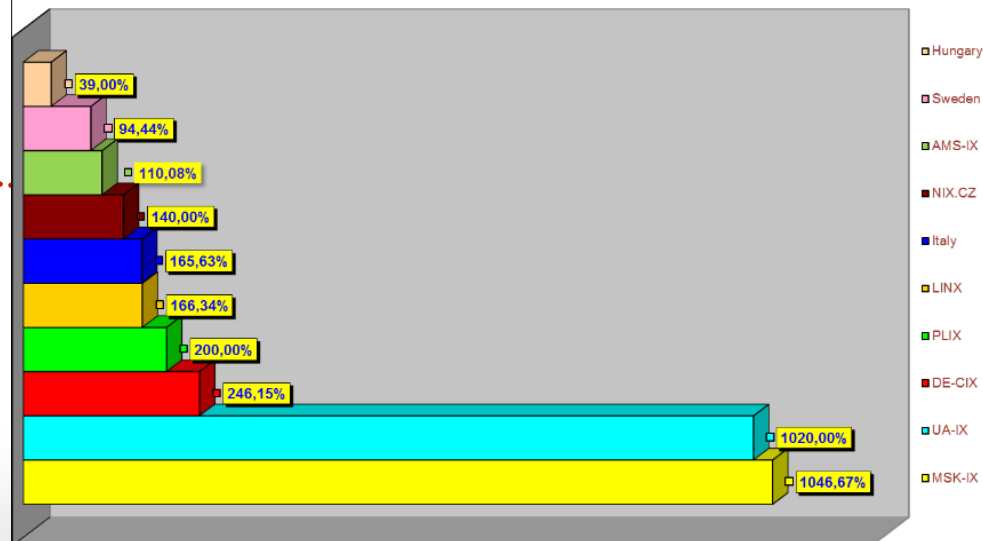 39,00%
94,44%
110,08%
140,00%
165,63%
166,34%
200,00%
246,15%
1020,00%
1046,67%
Hungary
Sweden
AMS-IX
NIX.CZ
Italy
LINX
PLIX
DE-CIX
UA-IX
MSK-IX